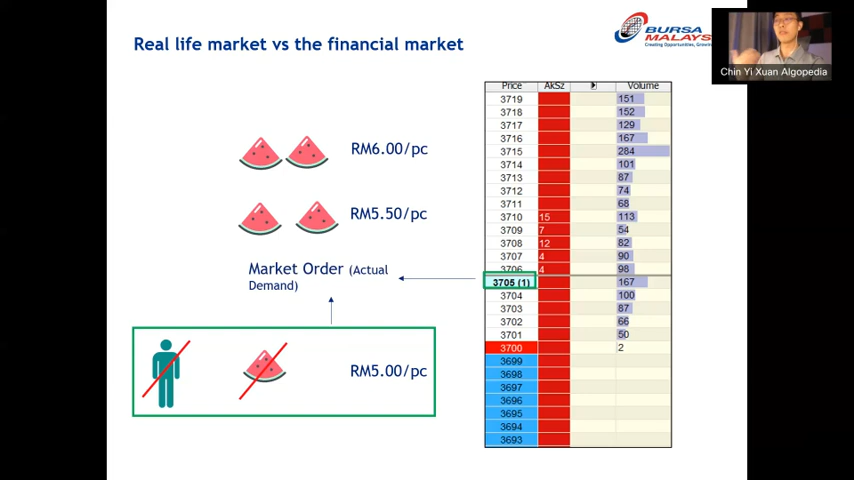 Real life market vs the financial market
BURSA
MALAYS
Creating Opportunities, Growin
Chin Yi Xuan Algopedia
RM6.00/pc
RM5.50/pc
Market Order (Actual
Demand)
RM5.00/pc
Price AkSz Volume
3719 151
3718 152
3717 129
3716 167
3715 284
3714 101
3713 87
3712 74
3711 68
3710 15 113
3709 7 54
3708 12 82
3707 4 90
3706 4 98
3705 (1) 167
3704 100
3703 87
3702 66
3701 50
3700 2
3699
3698
3697
3696
3695
3694
3693